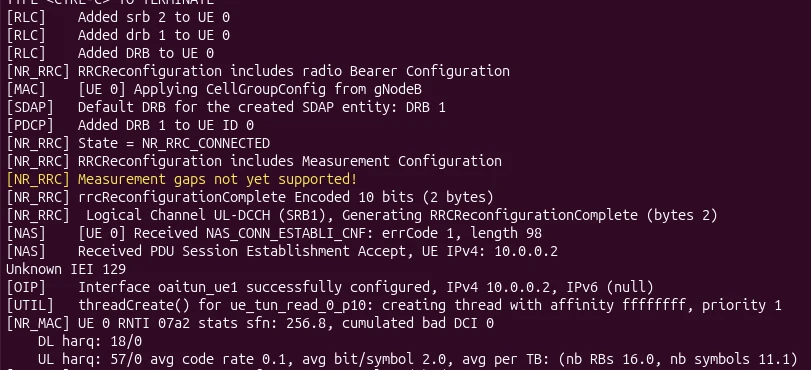 TYPE <CTRL-C> TO TERMINATE
[RLC]    Added srb 2 to UE 0
[RLC]    Added drb 1 to UE 0
[RLC]    Added DRB to UE 0
[NR_RRC] RRCReconfiguration includes radio Bearer Configuration
[MAC]    [UE 0] Applying CellGroupConfig from gNodeB
[SDAP]   Default DRB for the created SDAP entity: DRB 1
[PDCP]   Added DRB 1 to UE ID 0
[NR_RRC] State = NR_RRC_CONNECTED
[NR_RRC] RRCReconfiguration includes Measurement Configuration
[NR_RRC] Measurement gaps not yet supported!
[NR_RRC] rrcReconfigurationComplete Encoded 10 bits (2 bytes)
[NR_RRC]  Logical Channel UL-DCCH (SRB1), Generating RRCReconfigurationComplete (bytes 2)
[NAS]    [UE 0] Received NAS_CONN_ESTABLI_CNF: errCode 1, length 98
[NAS]    Received PDU Session Establishment Accept, UE IPv4: 10.0.0.2
Unknown IEI 129
[OIP]    Interface oaitun_ue1 successfully configured, IPv4 10.0.0.2, IPv6 (null)
[UTIL]   threadCreate() for ue_tun_read_0_p10: creating thread with affinity ffffffff, priority 1
[NR_MAC] UE 0 RNTI 07a2 stats sfn: 256.8, cumulated bad DCI 0
    DL harq: 18/0
    UL harq: 57/0 avg code rate 0.1, avg bit/symbol 2.0, avg per TB: (nb RBs 16.0, nb symbols 11.1)